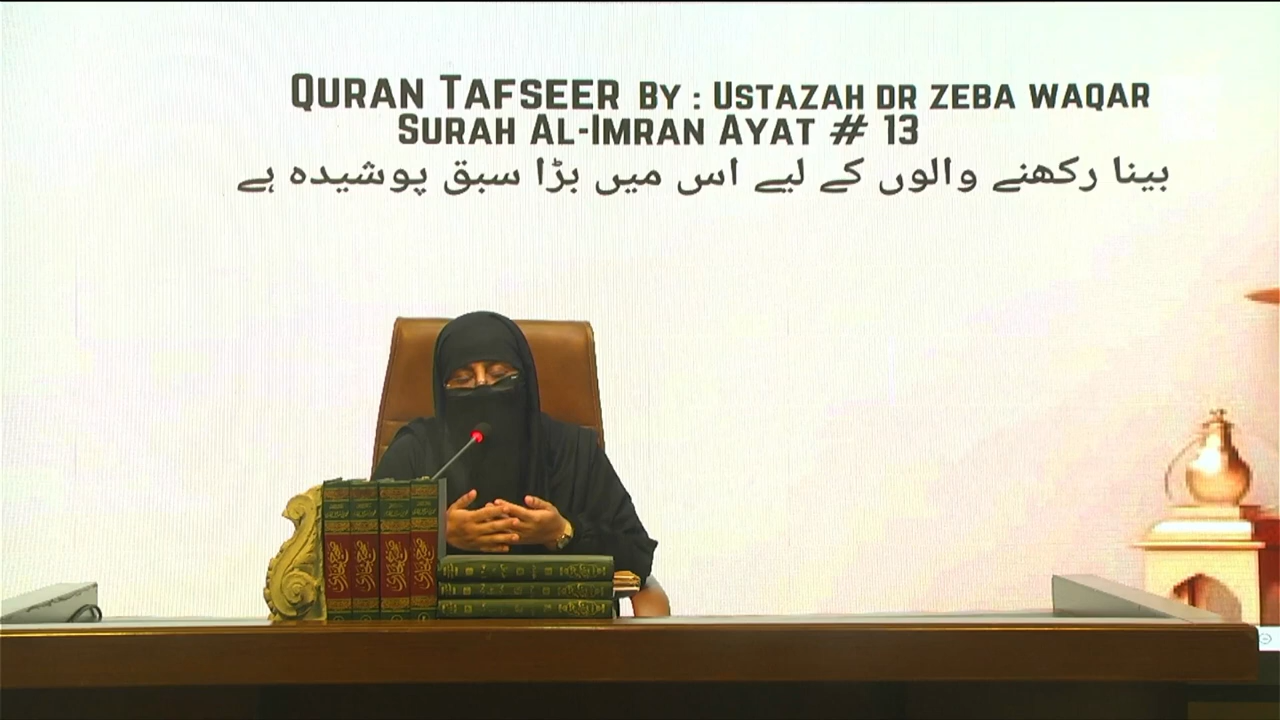 QURAN TAFSEER BY : USTAZAH DR ZEBA WAQAR
SURAH AL-IMRAN AYAT # 13
بینا رکھنے والوں کے لیے اس میں بڑا سبق پوشیدہ ہے